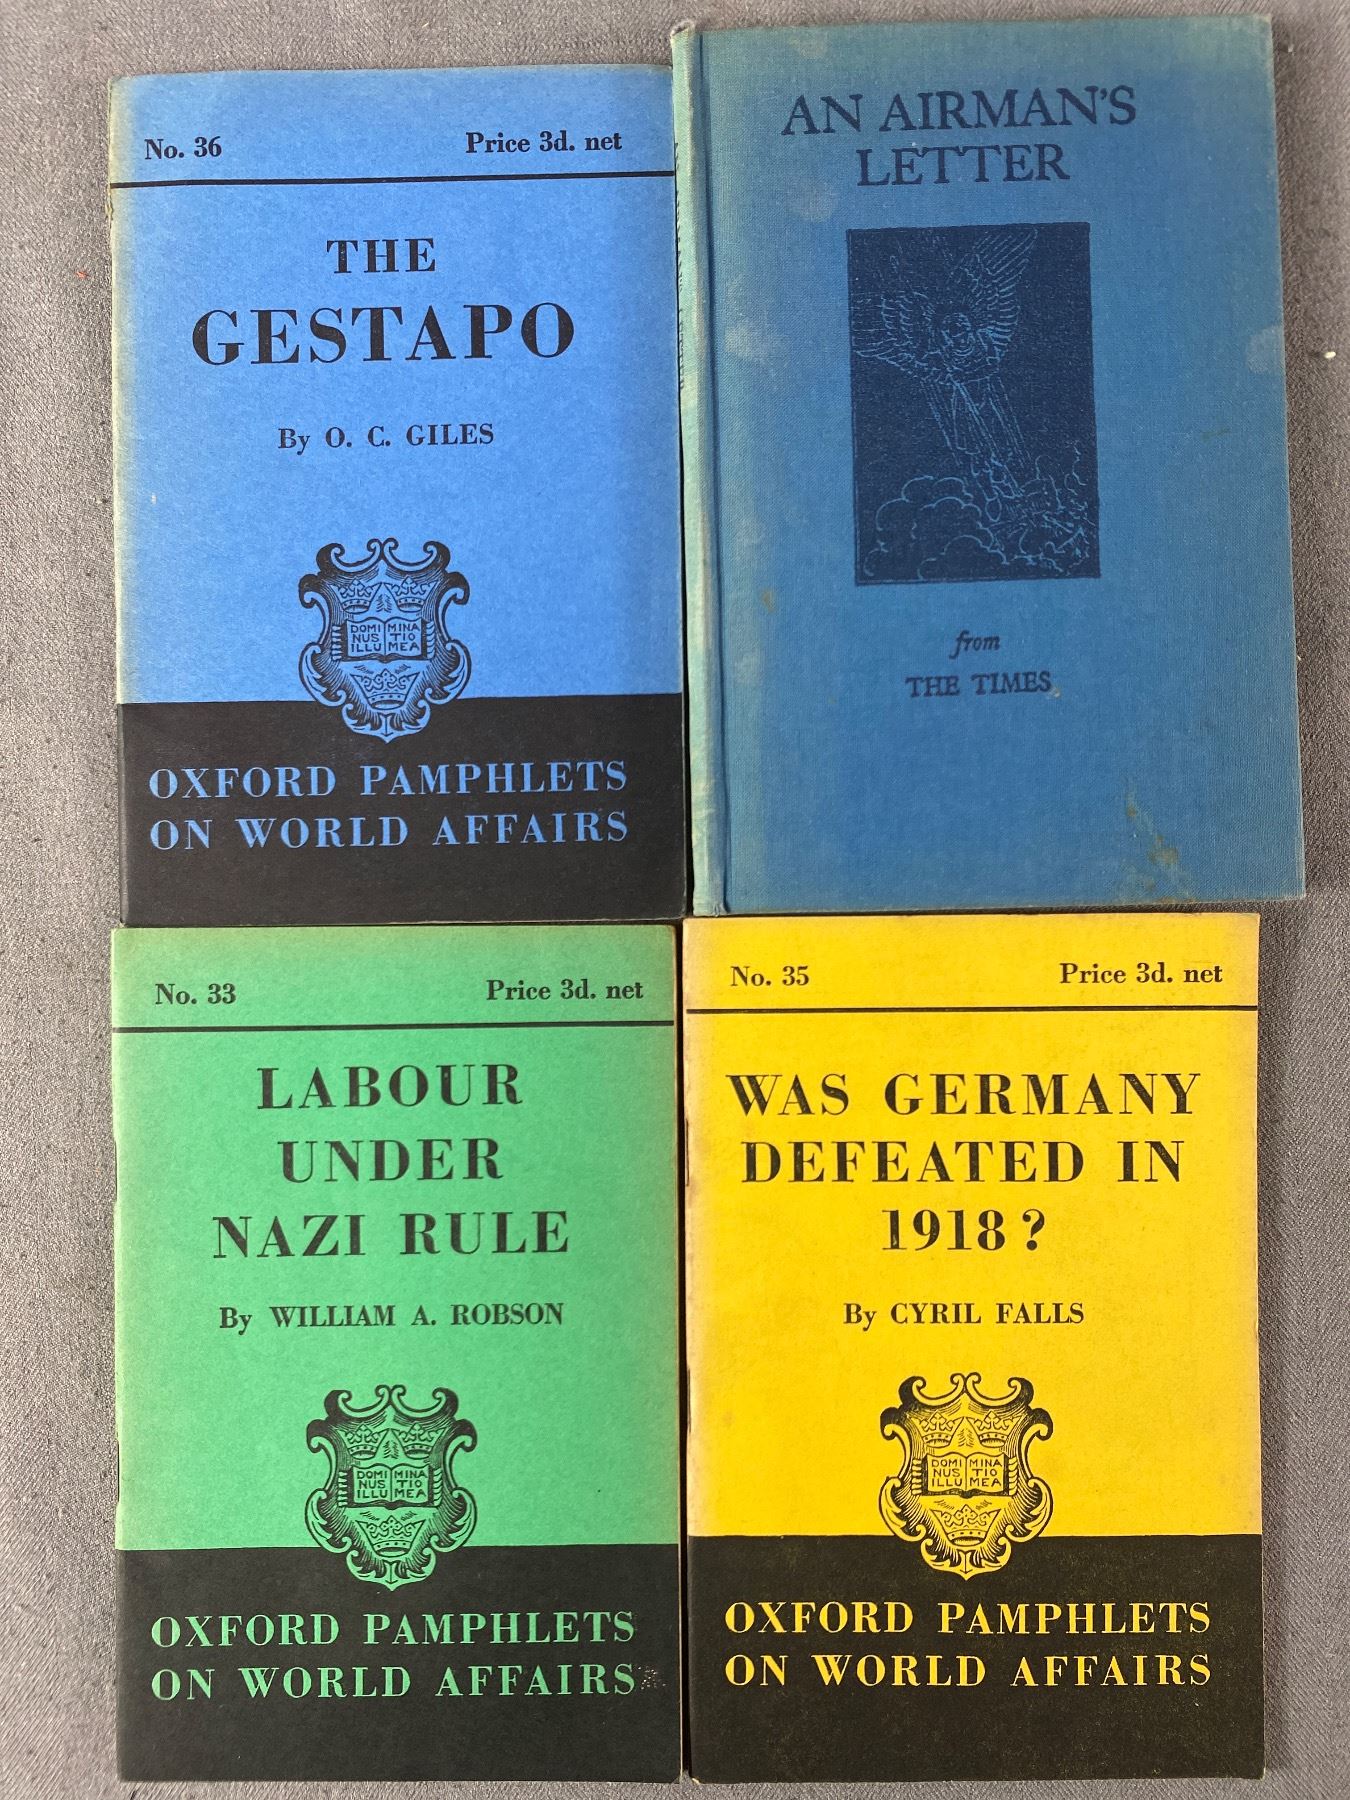 No. 36 Price 3d. net
THE
GESTAPO
By O. C. GILES
DOMI MINA
NUS TIO
ILLU MEA
OXFORD PAMPHLETS
ON WORLD AFFAIRS
AN AIRMAN'S
LETTER
from
THE TIMES
No. 33 Price 3d. net
LABOUR
UNDER
NAZI RULE
By WILLIAM A. ROBSON
DOMI MINA
NUS TIO
ILLU MEA
OXFORD PAMPHLETS
ON WORLD AFFAIRS
No. 35 Price 3d. net
WAS GERMANY
DEFEATED IN
1918 ?
By CYRIL FALLS
DOMI MINA
NUS TIO
ILLU MEA
OXFORD PAMPHLETS
ON WORLD AFFAIRS